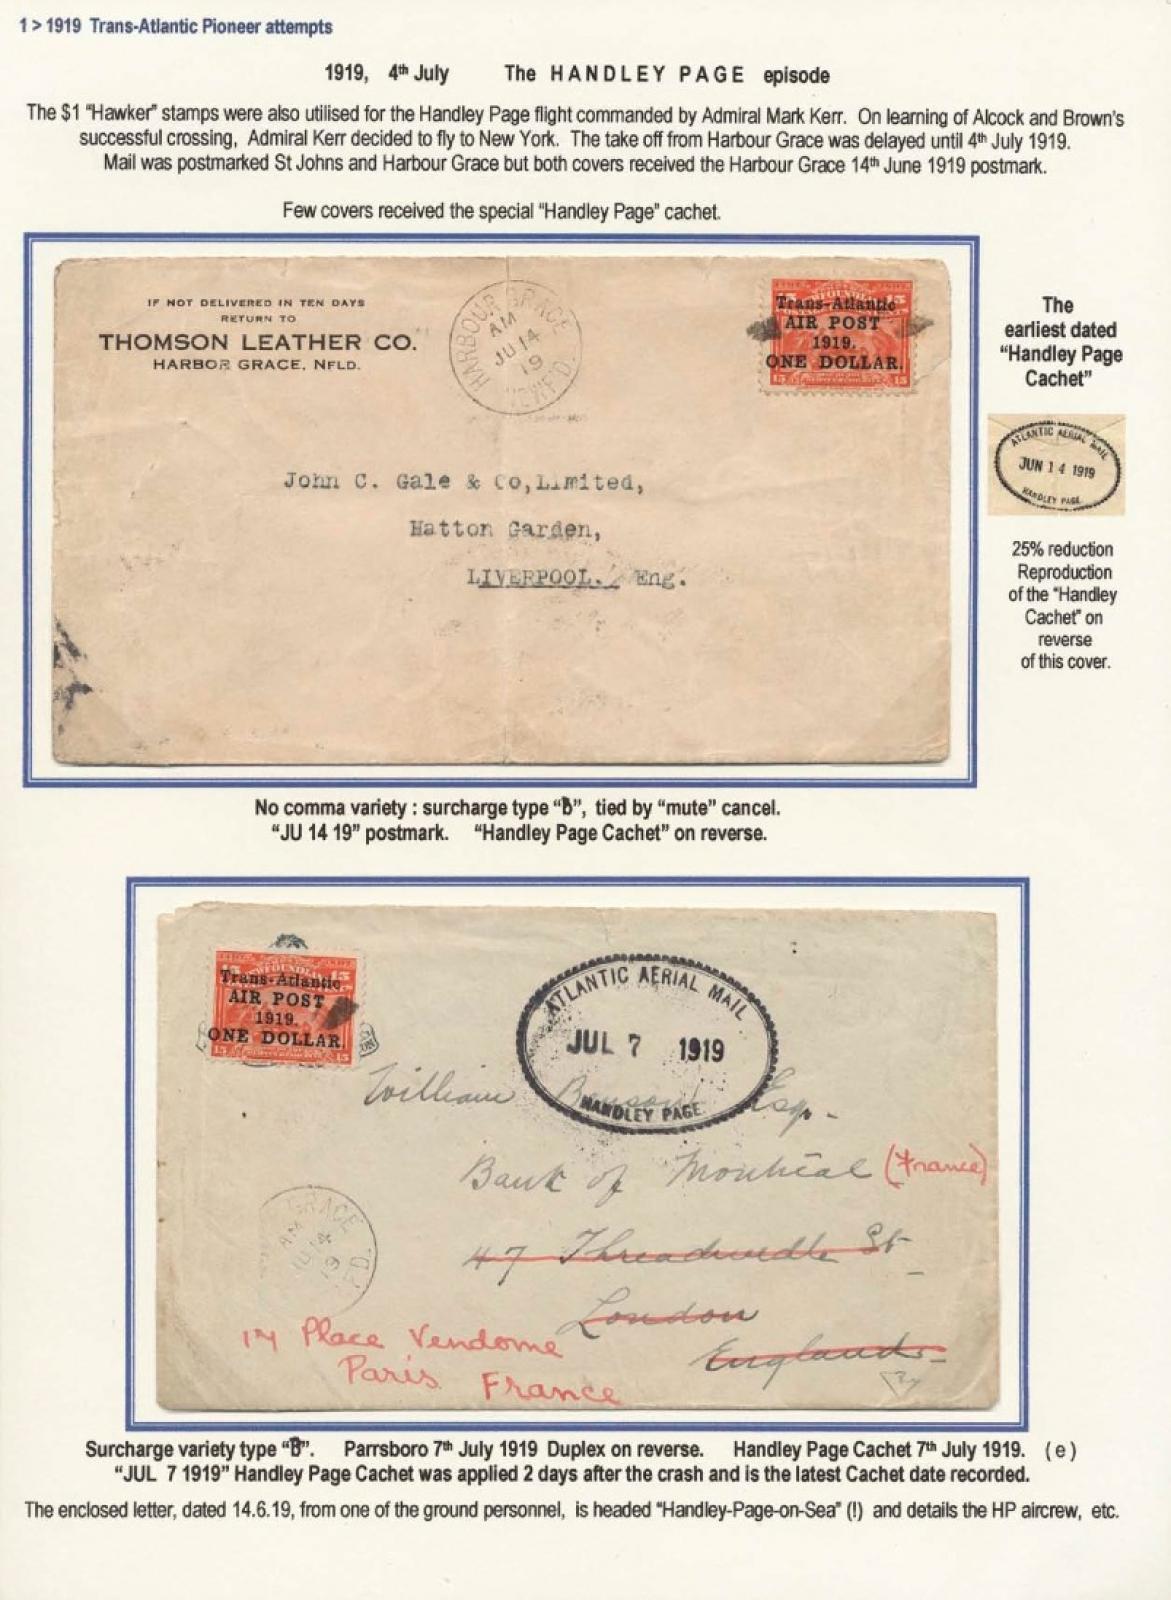 1 > 1919 Trans-Atlantic Pioneer attempts
1919, 4th July The HANDLEY PAGE episode
The $1 "Hawker" stamps were also utilised for the Handley Page flight commanded by Admiral Mark Kerr. On learning of Alcock and Brown's
successful crossing, Admiral Kerr decided to fly to New York. The take off from Harbour Grace was delayed until 4th July 1919.
Mail was postmarked St Johns and Harbour Grace but both covers received the Harbour Grace 14th June 1919 postmark.
Few covers received the special "Handley Page" cachet.
IF NOT DELIVERED IN TEN DAYS
RETURN TO
THOMSON LEATHER CO.
HARBOR GRACE, NFLD.
HARBOUR GRACE
AM
JU 14
19
NEWF'D.
Trans-Atlantic
AIR POST
1919.
ONE DOLLAR.
15 15
John C. Gale & Co,Limited,
Hatton Garden,
LIVERPOOL. Eng.
The
earliest dated
"Handley Page
Cachet"
ATLANTIC AERIAL MAIL
JUN 14 1919
HANDLEY PAGE
25% reduction
Reproduction
of the "Handley
Cachet" on
reverse
of this cover.
No comma variety : surcharge type "B", tied by "mute" cancel.
"JU 14 19" postmark. "Handley Page Cachet" on reverse.
Trans-Atlantic
AIR POST
1919.
ONE DOLLAR.
15 15
ATLANTIC AERIAL MAIL
JUL 7 1919
HANDLEY PAGE
William Esq.
Bank of Montreal (France)
47 Threadneedle St
London
England
GRACE
AM
JU 14
19
F'D.
14 Place Vendome
Paris France
Surcharge variety type "B". Parrsboro 7th July 1919 Duplex on reverse. Handley Page Cachet 7th July 1919. (e)
"JUL 7 1919" Handley Page Cachet was applied 2 days after the crash and is the latest Cachet date recorded.
The enclosed letter, dated 14.6.19, from one of the ground personnel, is headed "Handley-Page-on-Sea" (!) and details the HP aircrew, etc.